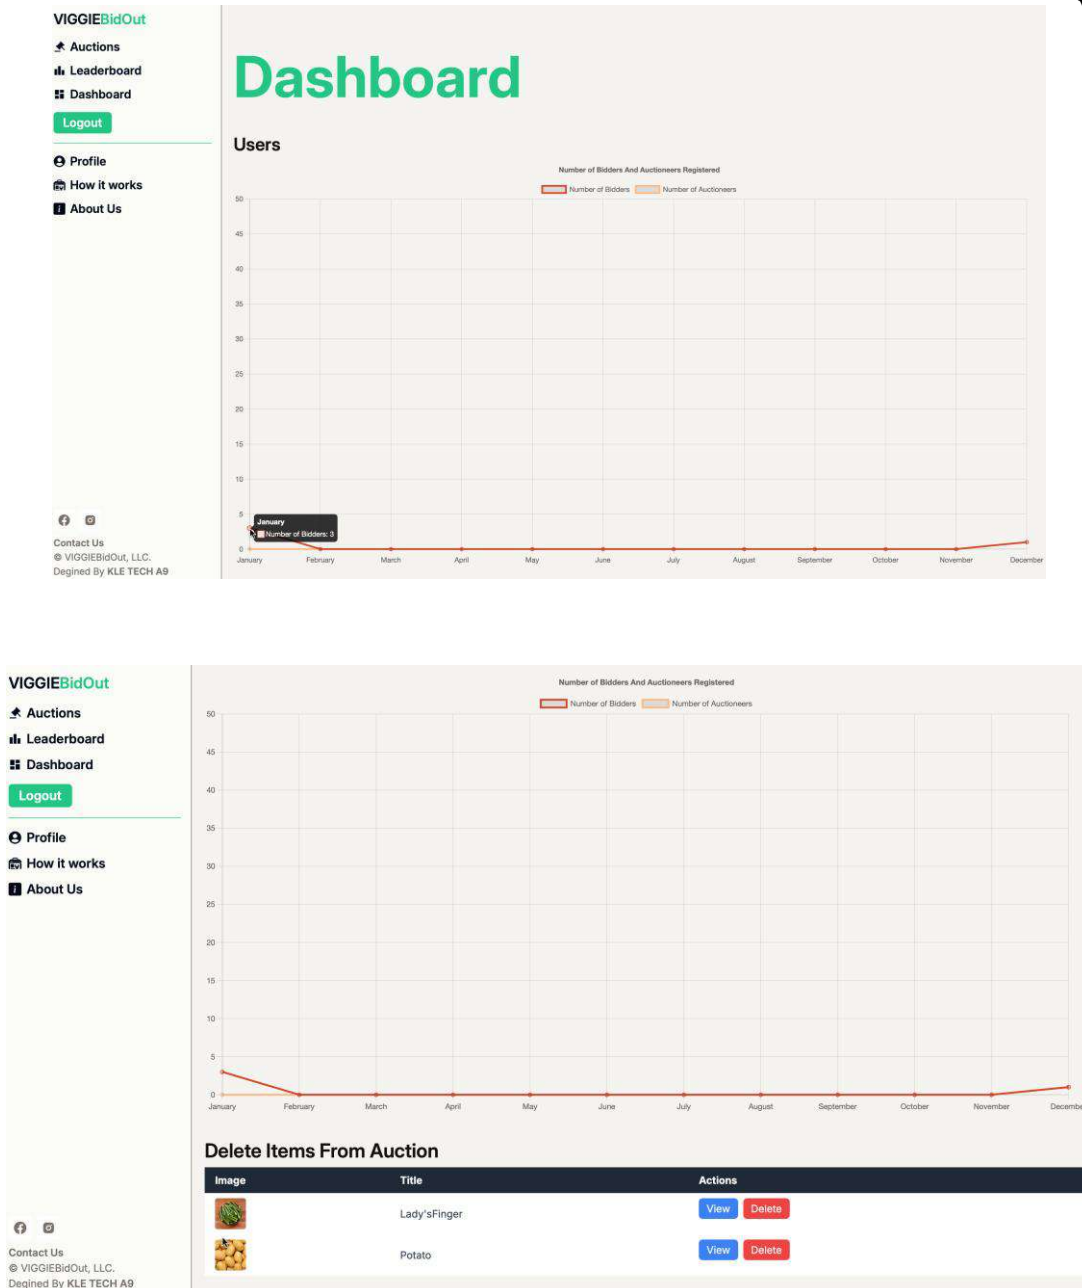 VIGGIEBidOut
Auctions
Leaderboard
Dashboard
Logout
Profile
How it works
About Us
Contact Us
© VIGGIEBidOut, LLC.
Degined By KLE TECH A9
Dashboard
Users
Number of Bidders And Auctioneers Registered
Number of Bidders Number of Auctioneers
50
45
40
35
30
25
20
15
10
5
0
January
Number of Bidders: 3
January February March April May June July August September October November December
VIGGIEBidOut
Auctions
Leaderboard
Dashboard
Logout
Profile
How it works
About Us
Contact Us
© VIGGIEBidOut, LLC.
Degined By KLE TECH A9
Number of Bidders And Auctioneers Registered
Number of Bidders Number of Auctioneers
50
45
40
35
30
25
20
15
10
5
0
January February March April May June July August September October November Decembe
Delete Items From Auction
Image Title Actions
Lady'sFinger View Delete
Potato View Delete